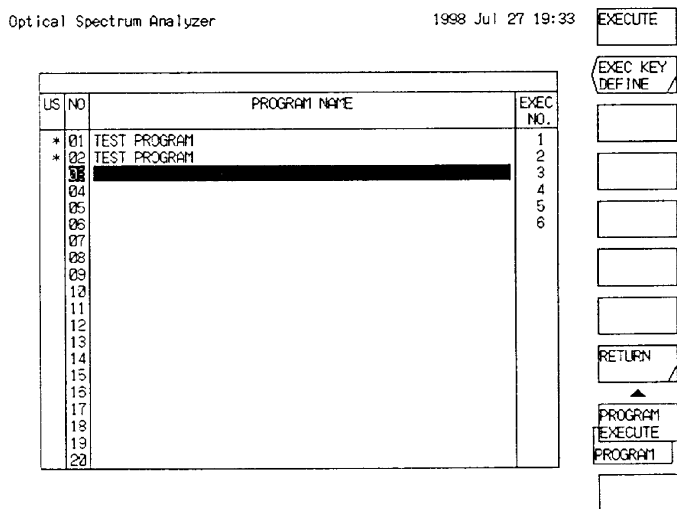 Optical Spectrum Analyzer
1998 Jul 27 19:33
US NO PROGRAM NAME EXEC NO.
* 01 TEST PROGRAM 1
* 02 TEST PROGRAM 2
03 3
04 4
05 5
06 6
07
08
09
10
11
12
13
14
15
16
17
18
19
20
EXECUTE
EXEC KEY
DEFINE
RETURN
PROGRAM
EXECUTE
PROGRAM